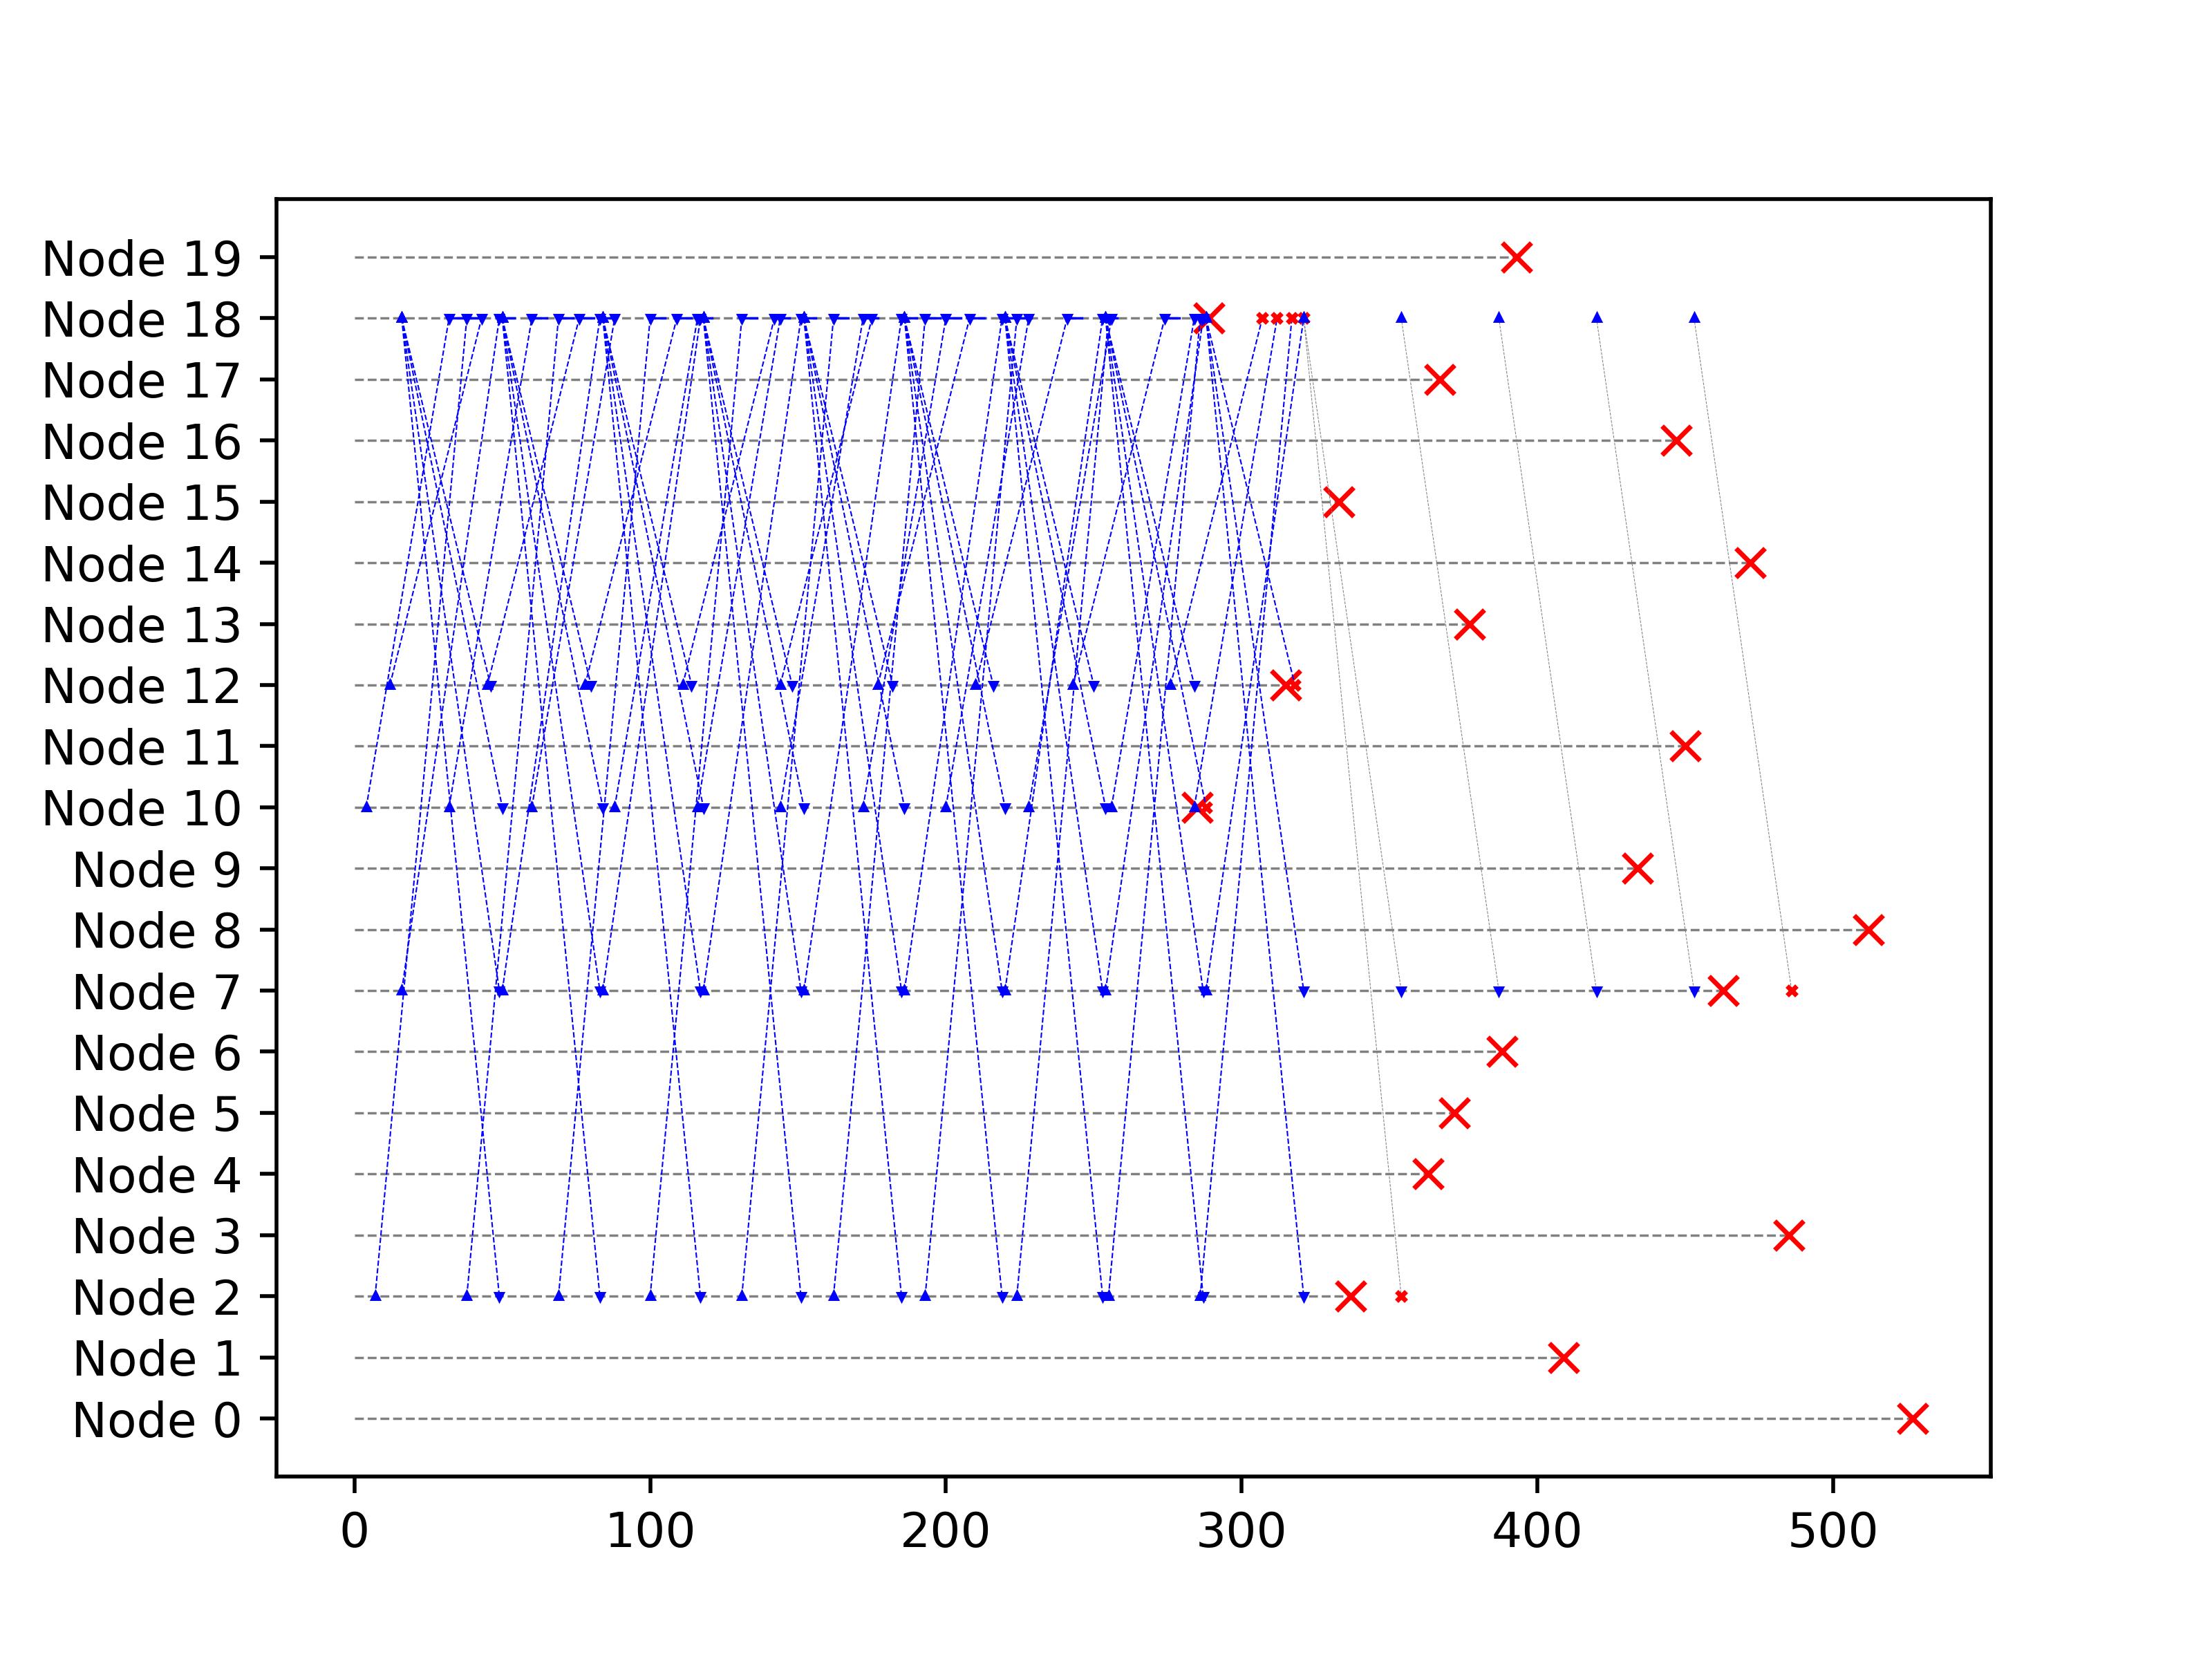 Node 19
Node 18
Node 17
Node 16
Node 15
Node 14
Node 13
Node 12
Node 11
Node 10
Node 9
Node 8
Node 7
Node 6
Node 5
Node 4
Node 3
Node 2
Node 1
Node 0
0 100 200 300 400 500